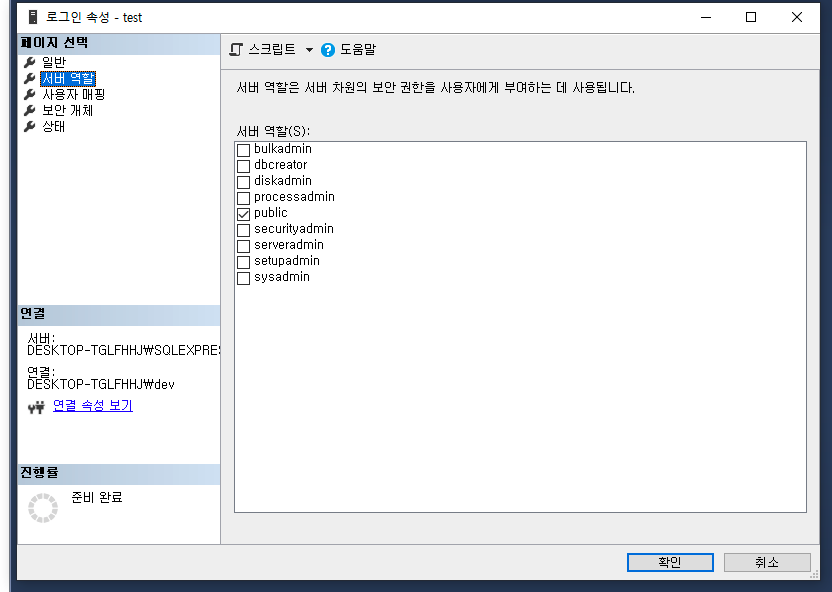 로그인 속성 - test
페이지 선택
일반
서버 역할
사용자 매핑
보안 개체
상태
스크립트
도움말
서버 역할은 서버 차원의 보안 권한을 사용자에게 부여하는 데 사용됩니다.
서버 역할(S):
bulkadmin
dbcreator
diskadmin
processadmin
public
securityadmin
serveradmin
setupadmin
sysadmin
연결
서버:
DESKTOP-TGLFHHJ₩SQLEXPRES
연결:
DESKTOP-TGLFHHJ₩dev
연결 속성 보기
진행률
준비 완료
확인
취소